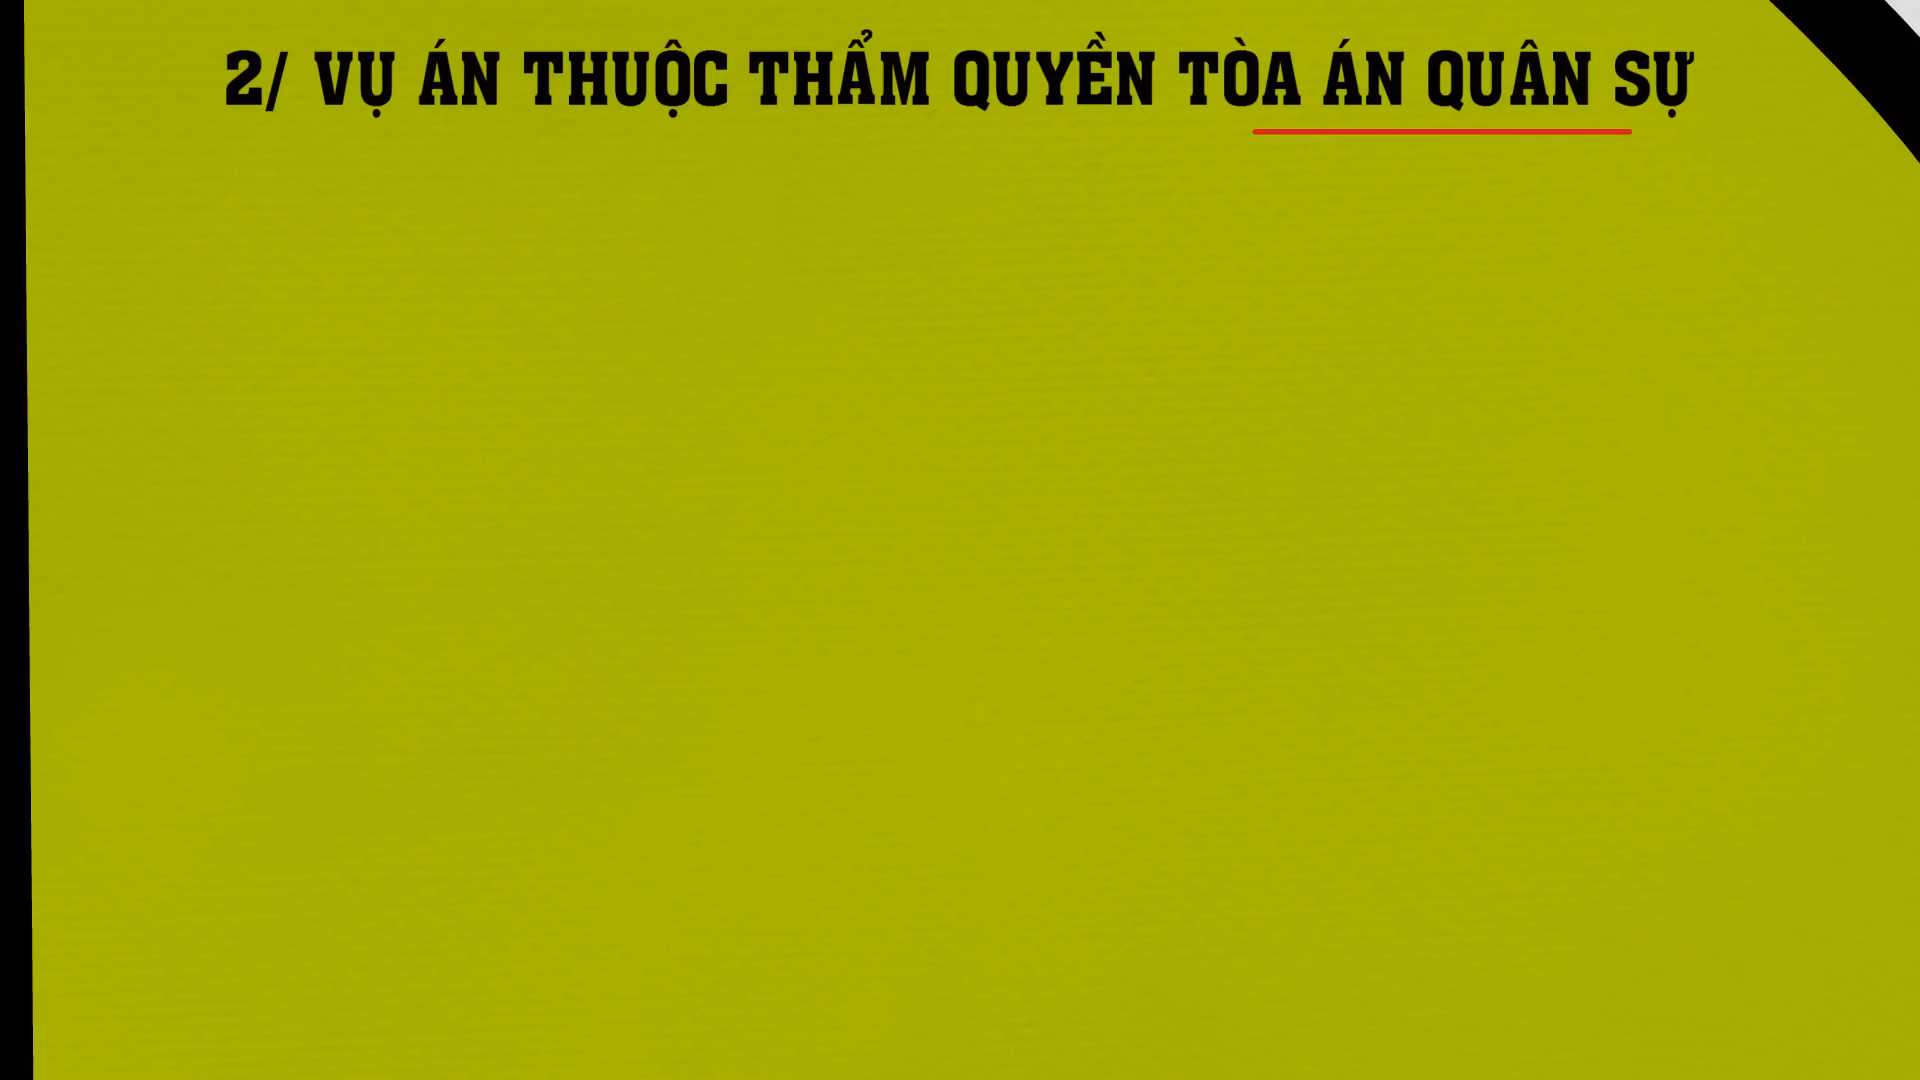 2/ VỤ ÁN THUỘC THẨM QUYỀN TÒA ÁN QUÂN SỰ